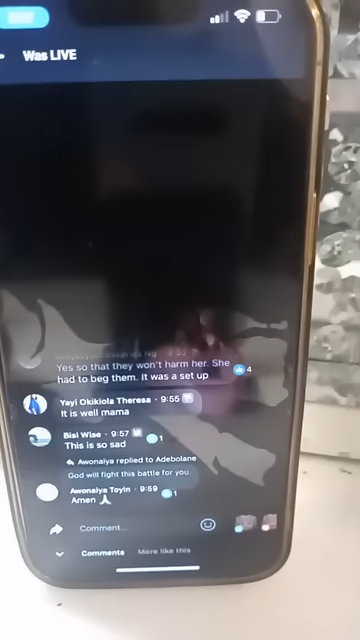 Was LIVE
Yes so that they won't harm her. She
had to beg them. It was a set up
4
Yayi Okikiola Theresa · 9:55
It is well mama
Bisi Wise · 9:57
1
This is so sad
Awonaiya replied to Adebolane
God will fight this battle for you.
Awonaiya Toyin · 9:59
1
Amen
Comment...
Comments
More like this